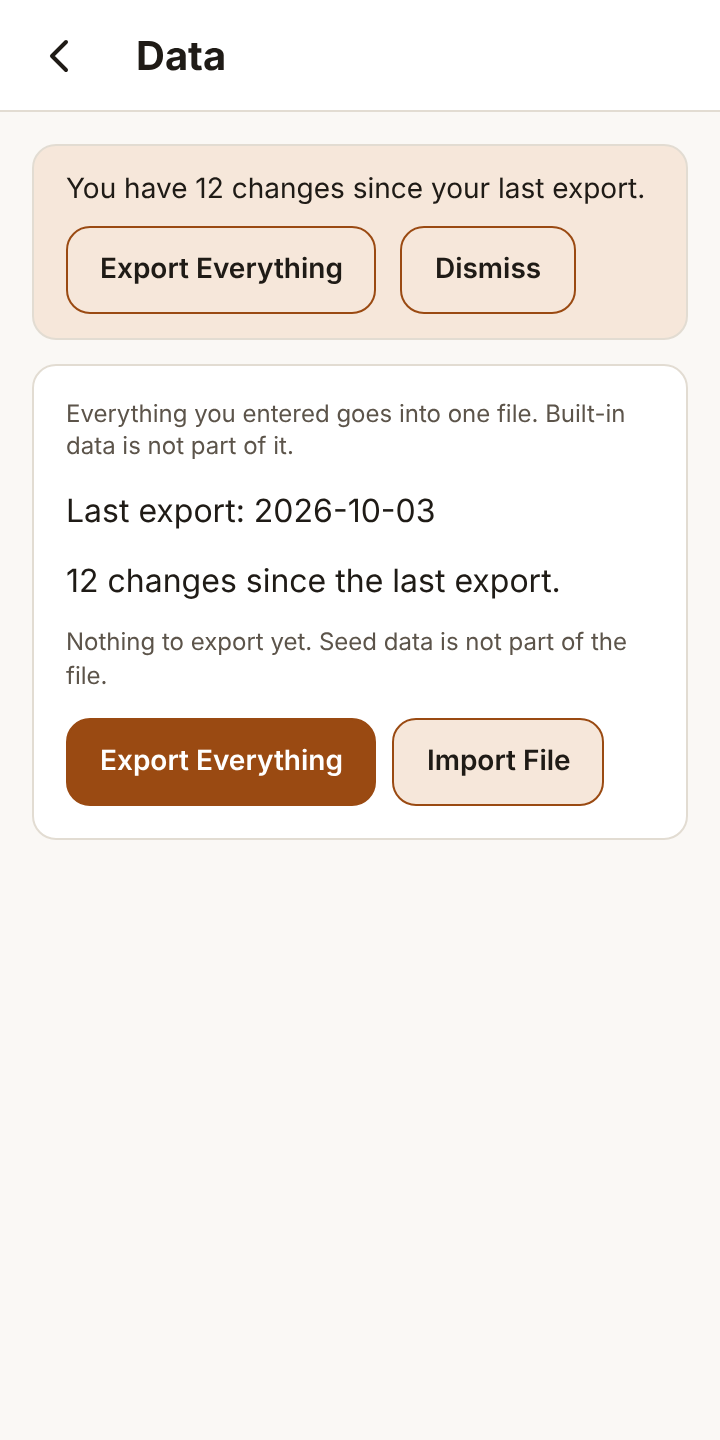 Data
You have 12 changes since your last export.
Export Everything
Dismiss
Everything you entered goes into one file. Built-in
data is not part of it.
Last export: 2026-10-03
12 changes since the last export.
Nothing to export yet. Seed data is not part of the
file.
Export Everything
Import File